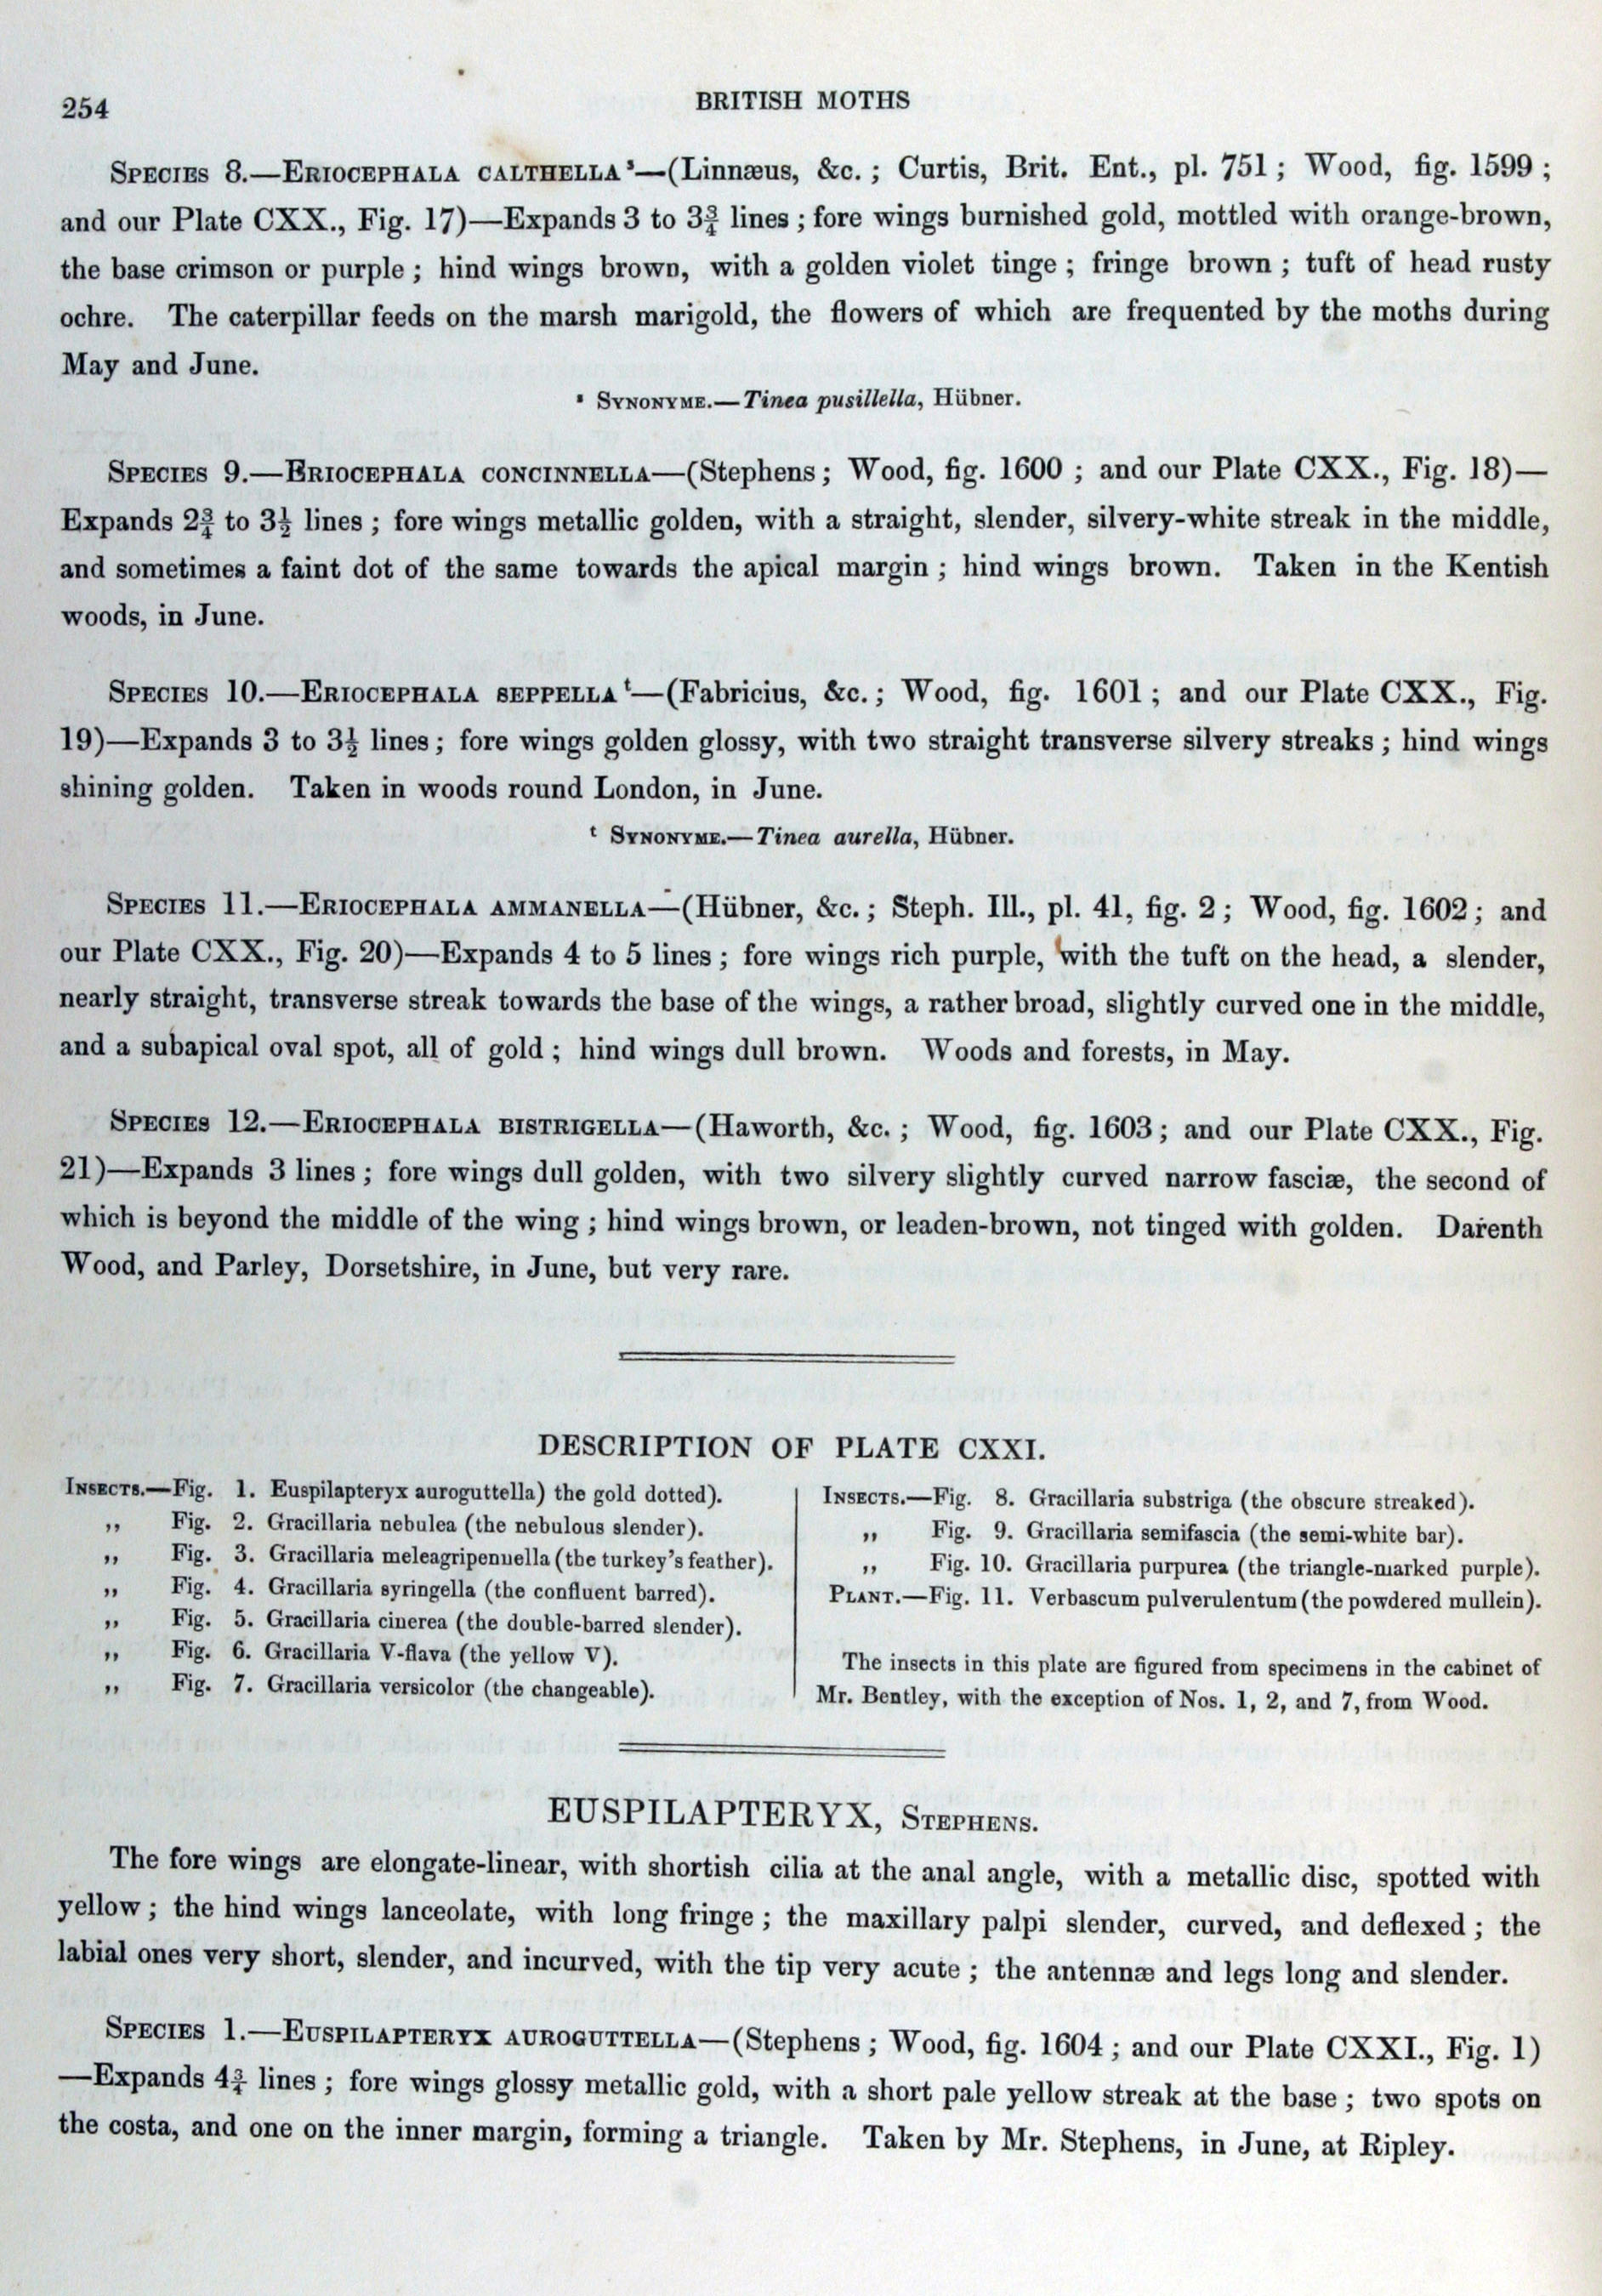 254
BRITISH MOTHS
Species 8.—Eriocephala calthella ˢ—(Linnæus, &c. ; Curtis, Brit. Ent., pl. 751 ; Wood, fig. 1599 ;
and our Plate CXX., Fig. 17)—Expands 3 to 3¾ lines ; fore wings burnished gold, mottled with orange-brown,
the base crimson or purple ; hind wings brown, with a golden violet tinge ; fringe brown ; tuft of head rusty
ochre. The caterpillar feeds on the marsh marigold, the flowers of which are frequented by the moths during
May and June.
ˢ Synonyme.—Tinea pusillella, Hübner.
Species 9.—Eriocephala concinnella—(Stephens ; Wood, fig. 1600 ; and our Plate CXX., Fig. 18)—
Expands 2¾ to 3½ lines ; fore wings metallic golden, with a straight, slender, silvery-white streak in the middle,
and sometimes a faint dot of the same towards the apical margin ; hind wings brown. Taken in the Kentish
woods, in June.
Species 10.—Eriocephala seppella ᵗ—(Fabricius, &c. ; Wood, fig. 1601 ; and our Plate CXX., Fig.
19)—Expands 3 to 3½ lines ; fore wings golden glossy, with two straight transverse silvery streaks ; hind wings
shining golden. Taken in woods round London, in June.
ᵗ Synonyme.—Tinea aurella, Hübner.
Species 11.—Eriocephala ammanella—(Hübner, &c. ; Steph. Ill., pl. 41, fig. 2 ; Wood, fig. 1602 ; and
our Plate CXX., Fig. 20)—Expands 4 to 5 lines ; fore wings rich purple, with the tuft on the head, a slender,
nearly straight, transverse streak towards the base of the wings, a rather broad, slightly curved one in the middle,
and a subapical oval spot, all of gold ; hind wings dull brown. Woods and forests, in May.
Species 12.—Eriocephala bistrigella—(Haworth, &c. ; Wood, fig. 1603 ; and our Plate CXX., Fig.
21)—Expands 3 lines ; fore wings dull golden, with two silvery slightly curved narrow fasciæ, the second of
which is beyond the middle of the wing ; hind wings brown, or leaden-brown, not tinged with golden. Darenth
Wood, and Parley, Dorsetshire, in June, but very rare.
DESCRIPTION OF PLATE CXXI.
Insects.—Fig. 1. Euspilapteryx auroguttella) the gold dotted).
,, Fig. 2. Gracillaria nebulea (the nebulous slender).
,, Fig. 3. Gracillaria meleagripennella (the turkey's feather).
,, Fig. 4. Gracillaria syringella (the confluent barred).
,, Fig. 5. Gracillaria cinerea (the double-barred slender).
,, Fig. 6. Gracillaria V-flava (the yellow V).
,, Fig. 7. Gracillaria versicolor (the changeable).
Insects.—Fig. 8. Gracillaria substriga (the obscure streaked).
,, Fig. 9. Gracillaria semifascia (the semi-white bar).
,, Fig. 10. Gracillaria purpurea (the triangle-marked purple).
Plant.—Fig. 11. Verbascum pulverulentum (the powdered mullein).
The insects in this plate are figured from specimens in the cabinet of
Mr. Bentley, with the exception of Nos. 1, 2, and 7, from Wood.
EUSPILAPTERYX, Stephens.
The fore wings are elongate-linear, with shortish cilia at the anal angle, with a metallic disc, spotted with
yellow ; the hind wings lanceolate, with long fringe ; the maxillary palpi slender, curved, and deflexed ; the
labial ones very short, slender, and incurved, with the tip very acute ; the antennæ and legs long and slender.
Species 1.—Euspilapteryx auroguttella—(Stephens ; Wood, fig. 1604 ; and our Plate CXXI., Fig. 1)
—Expands 4¾ lines ; fore wings glossy metallic gold, with a short pale yellow streak at the base ; two spots on
the costa, and one on the inner margin, forming a triangle. Taken by Mr. Stephens, in June, at Ripley.